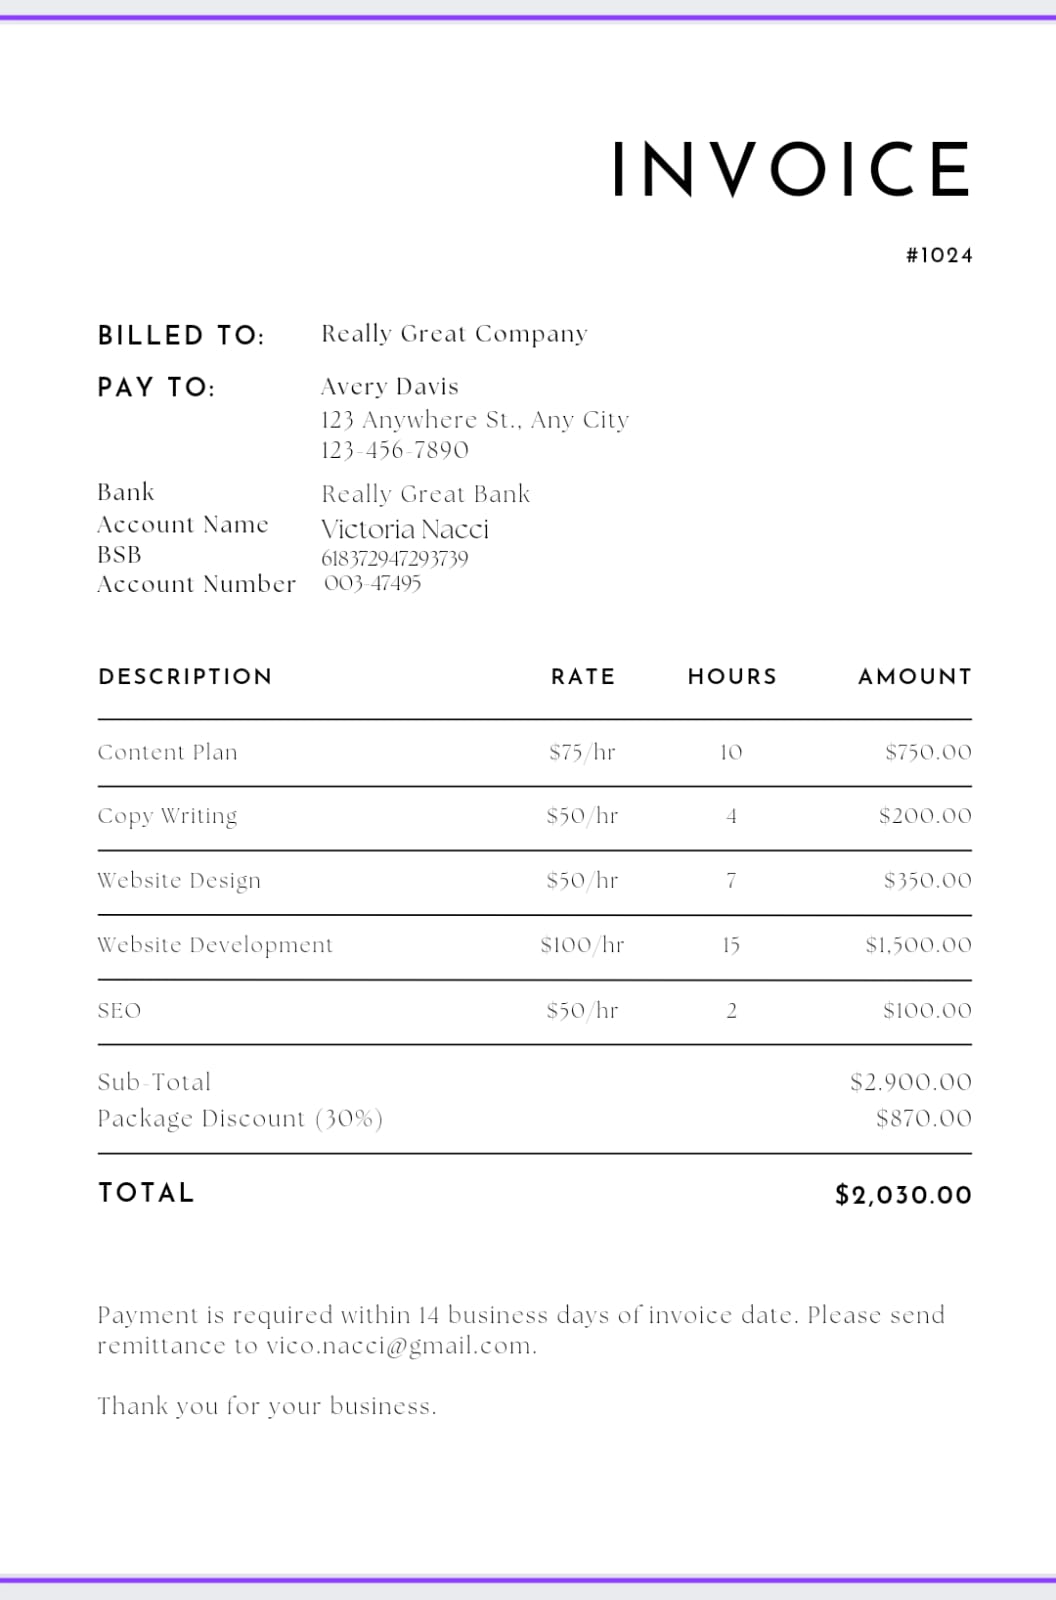 INVOICE
#1024
BILLED TO: Really Great Company
PAY TO: Avery Davis
123 Anywhere St., Any City
123-456-7890
Bank Really Great Bank
Account Name Victoria Nacci
BSB 618372947293739
Account Number 003-47495
DESCRIPTION RATE HOURS AMOUNT
Content Plan $75/hr 10 $750.00
Copy Writing $50/hr 4 $200.00
Website Design $50/hr 7 $350.00
Website Development $100/hr 15 $1,500.00
SEO $50/hr 2 $100.00
Sub-Total $2.900.00
Package Discount (30%) $870.00
TOTAL $2,030.00
Payment is required within 14 business days of invoice date. Please send
remittance to vico.nacci@gmail.com.
Thank you for your business.